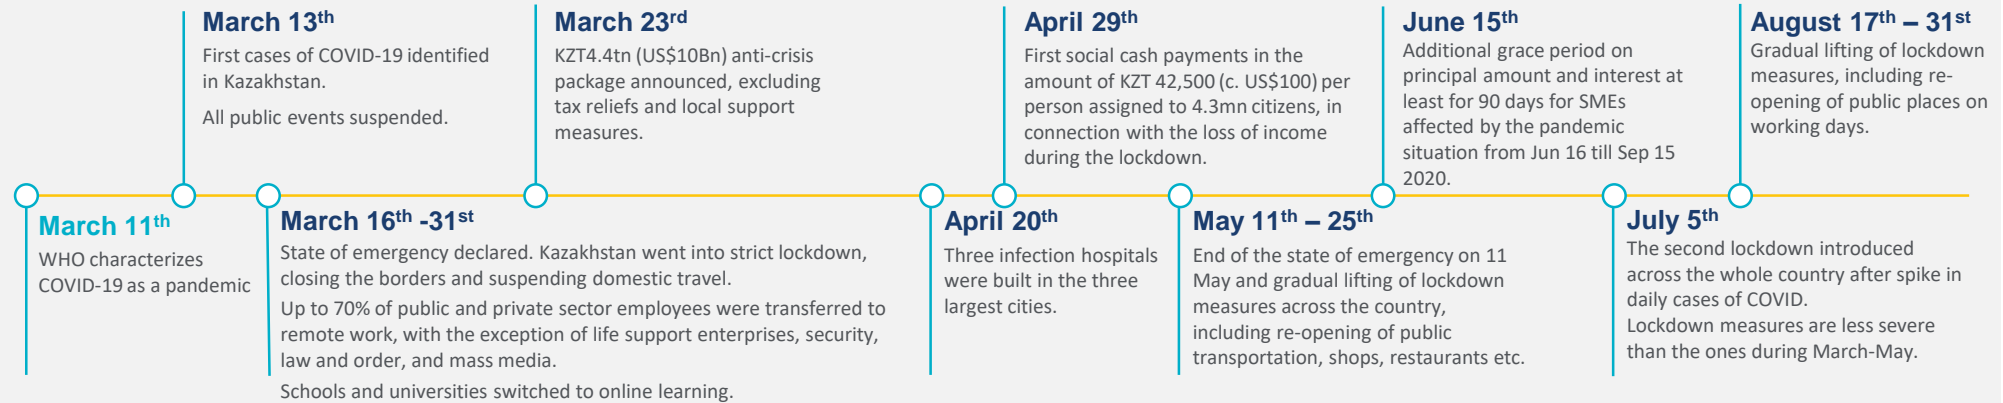 March 13th
First cases of COVID-19 identified
in Kazakhstan.
All public events suspended.
March 23rd
KZT4.4tn (US$10Bn) anti-crisis
package announced, excluding
tax reliefs and local support
measures.
April 29th
First social cash payments in the
amount of KZT 42,500 (c. US$100) per
person assigned to 4.3mn citizens, in
connection with the loss of income
during the lockdown.
June 15th
Additional grace period on
principal amount and interest at
least for 90 days for SMEs
affected by the pandemic
situation from Jun 16 till Sep 15
2020.
August 17th – 31st
Gradual lifting of lockdown
measures, including re-
opening of public places on
working days.
March 11th
WHO characterizes
COVID-19 as a pandemic
March 16th -31st
State of emergency declared. Kazakhstan went into strict lockdown,
closing the borders and suspending domestic travel.
Up to 70% of public and private sector employees were transferred to
remote work, with the exception of life support enterprises, security,
law and order, and mass media.
Schools and universities switched to online learning.
April 20th
Three infection hospitals
were built in the three
largest cities.
May 11th – 25th
End of the state of emergency on 11
May and gradual lifting of lockdown
measures across the country,
including re-opening of public
transportation, shops, restaurants etc.
July 5th
The second lockdown introduced
across the whole country after spike in
daily cases of COVID.
Lockdown measures are less severe
than the ones during March-May.